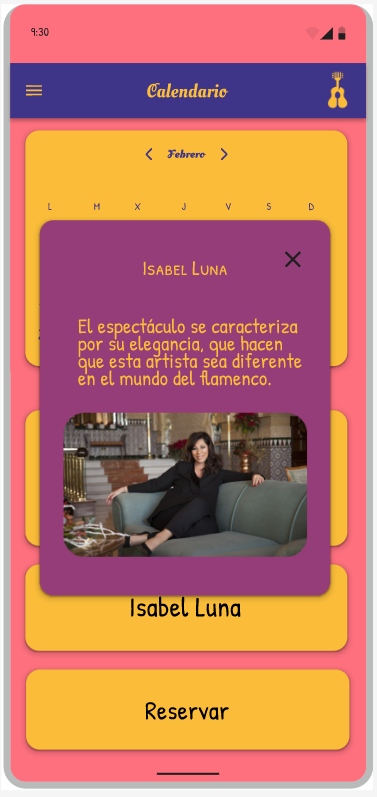 9:30
Calendario
Febrero
L M X J V S D
Isabel Luna
El espectáculo se caracteriza
por su elegancia, que hacen
que esta artista sea diferente
en el mundo del flamenco.
Isabel Luna
Reservar